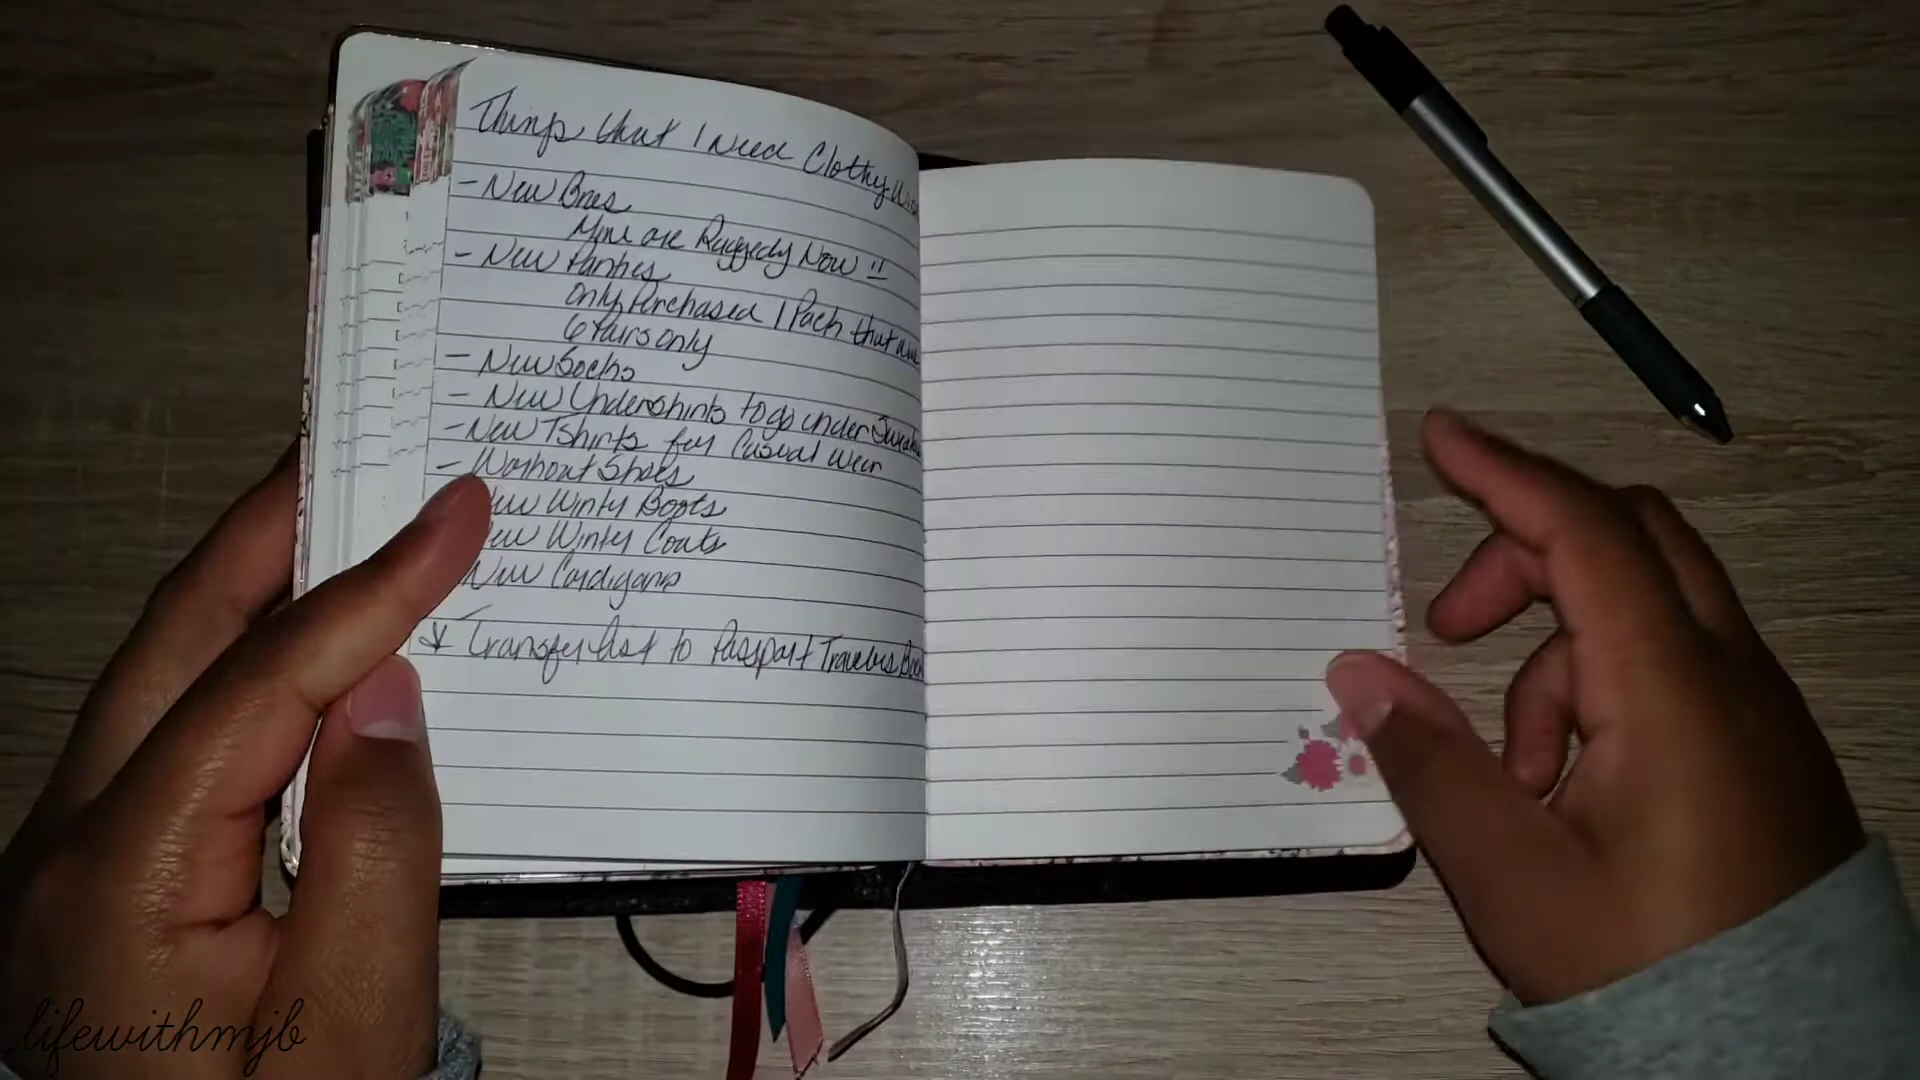 Things that I Need Clothing Wise
- New Bras
Mine are Raggedy Now !!
- New Panties
Only Purchased 1 Pack that was
6 Pairs Only
- New Socks
- New Undershirts to go under Sweaters
- New Tshirts for Casual Wear
- Workout Shoes
New Winter Boots
New Winter Coats
New Cardigans
Transfer list to Passport Travelers
lifewithmjb